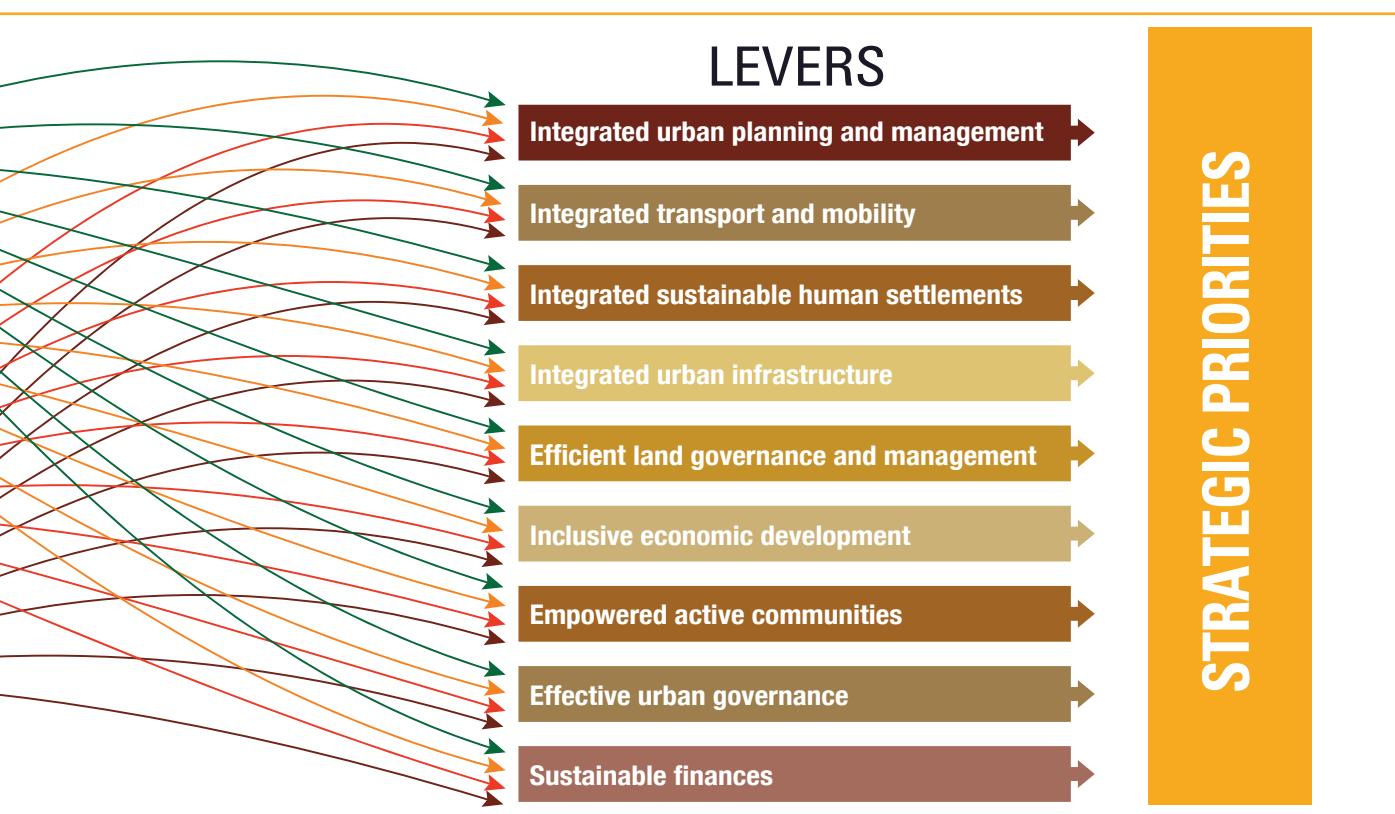 LEVERS
Integrated urban planning and management
Integrated transport and mobility
Integrated sustainable human settlements
Integrated urban infrastructure
Efficient land governance and management
Inclusive economic development
Empowered active communities
Effective urban governance
Sustainable finances
STRATEGIC PRIORITIES